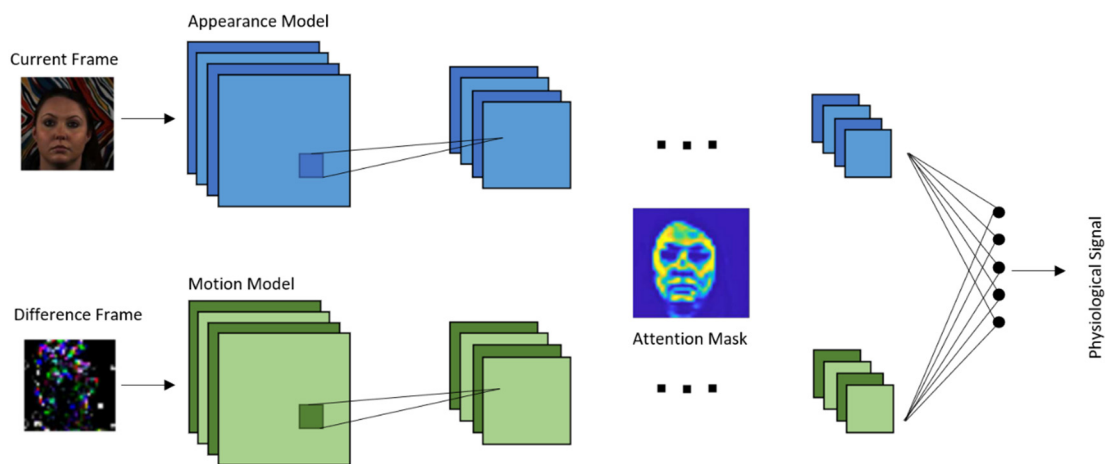 Appearance Model
Current Frame
Motion Model
Difference Frame
Attention Mask
Physiological Signal